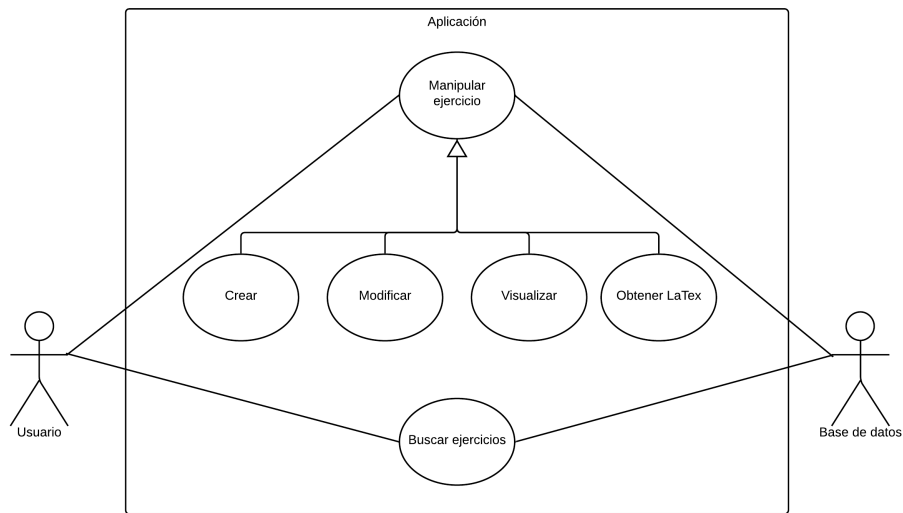 Aplicación
Manipular
ejercicio
Crear
Modificar
Visualizar
Obtener LaTex
Usuario
Buscar ejercicios
Base de datos